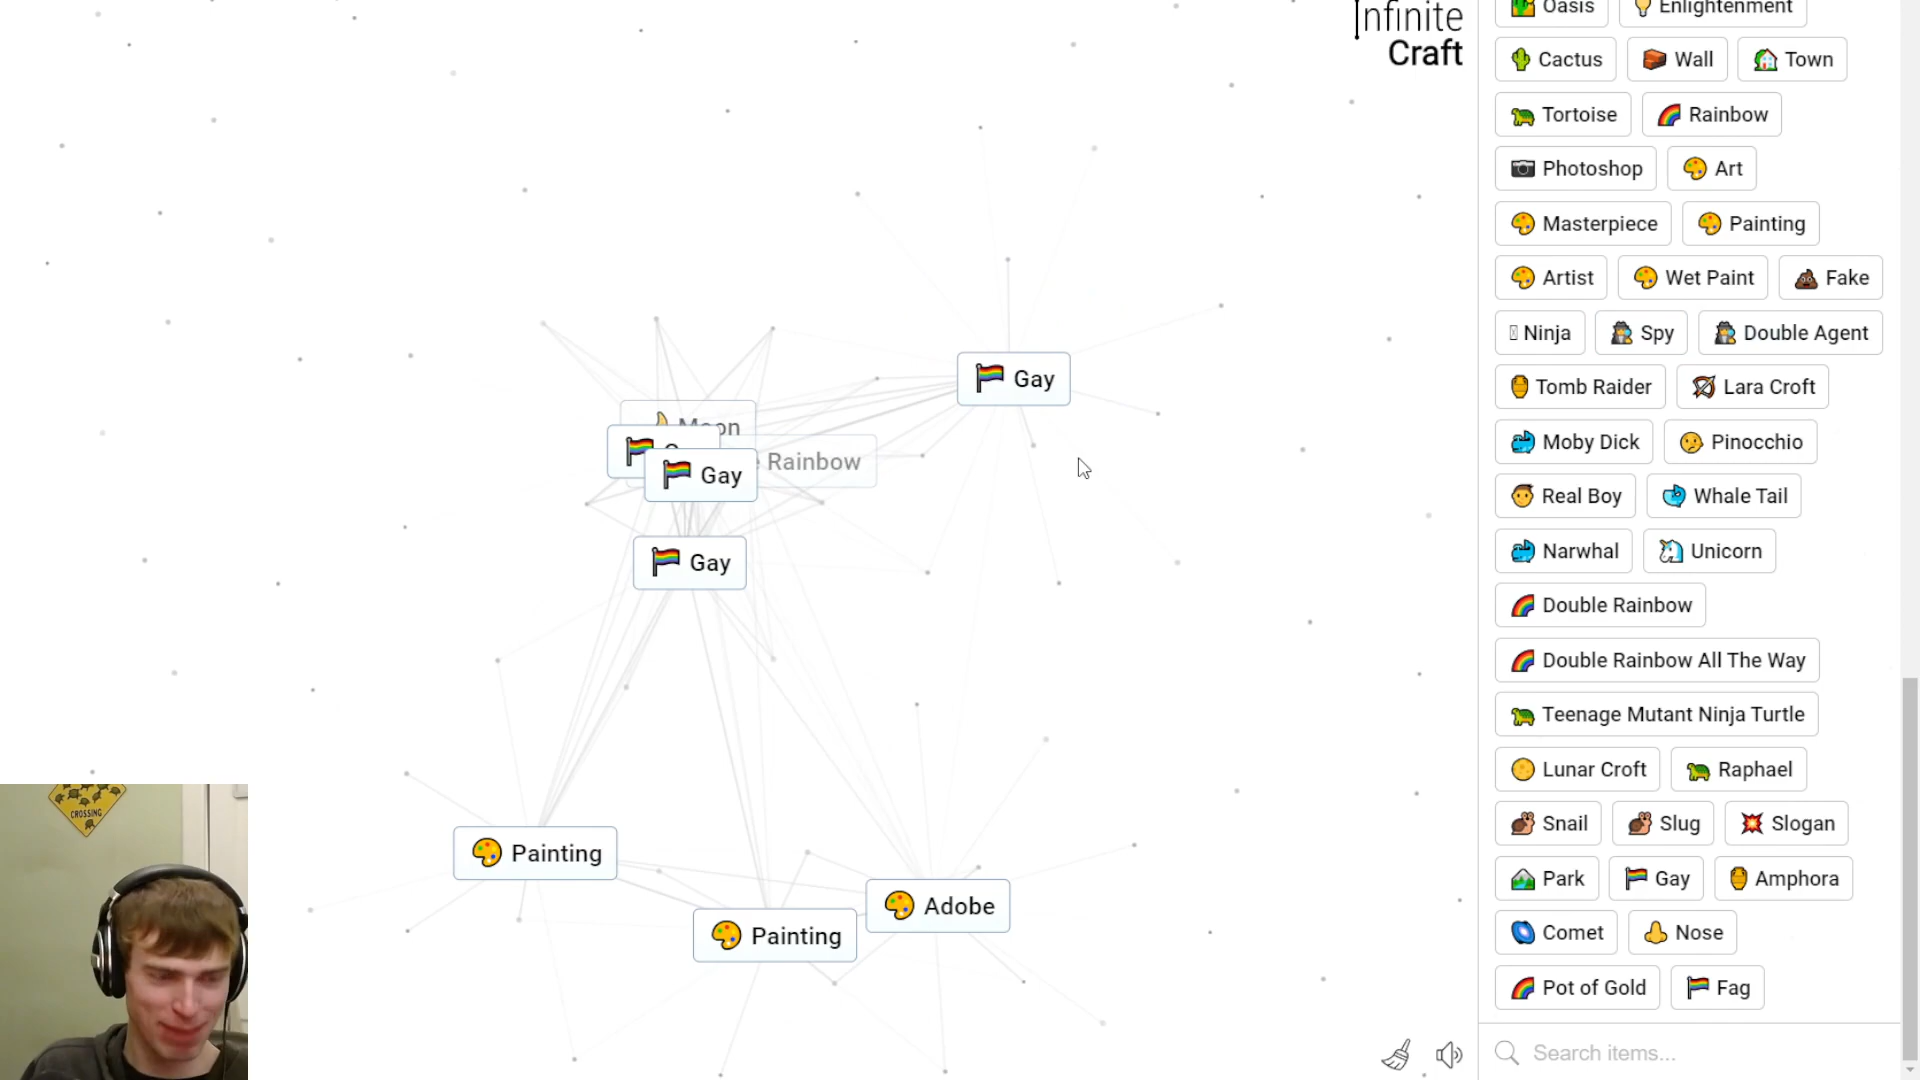 Infinite
Craft
Oasis
Enlightenment
Cactus
Wall
Town
Tortoise
Rainbow
Photoshop
Art
Masterpiece
Painting
Artist
Wet Paint
Fake
Ninja
Spy
Double Agent
Tomb Raider
Lara Croft
Moby Dick
Pinocchio
Real Boy
Whale Tail
Narwhal
Unicorn
Double Rainbow
Double Rainbow All The Way
Teenage Mutant Ninja Turtle
Lunar Croft
Raphael
Snail
Slug
Slogan
Park
Gay
Amphora
Comet
Nose
Pot of Gold
Fag
Search items...
Gay
Moon
Rainbow
Gay
Gay
Painting
Adobe
Painting
CROSSING